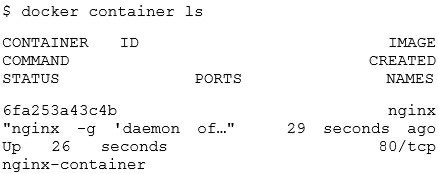 $ docker container ls
CONTAINER ID IMAGE
COMMAND CREATED
STATUS PORTS NAMES
6fa253a43c4b nginx
"nginx -g 'daemon of…" 29 seconds ago
Up 26 seconds 80/tcp
nginx-container